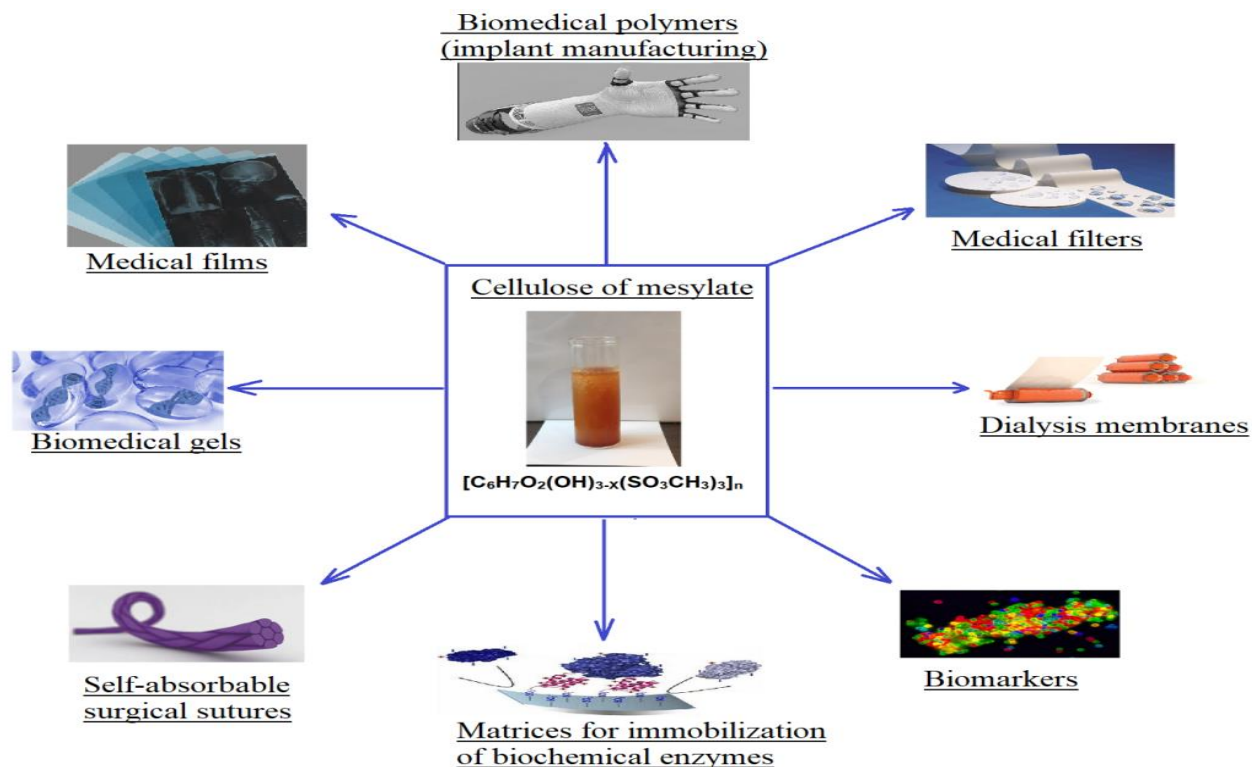 Biomedical polymers
(implant manufacturing)
Medical films
Medical filters
Cellulose of mesylate
Biomedical gels
Dialysis membranes
[C₆H₇O₂(OH)₃₋ₓ(SO₃CH₃)₃]ₙ
Self-absorbable
surgical sutures
Biomarkers
Matrices for immobilization
of biochemical enzymes